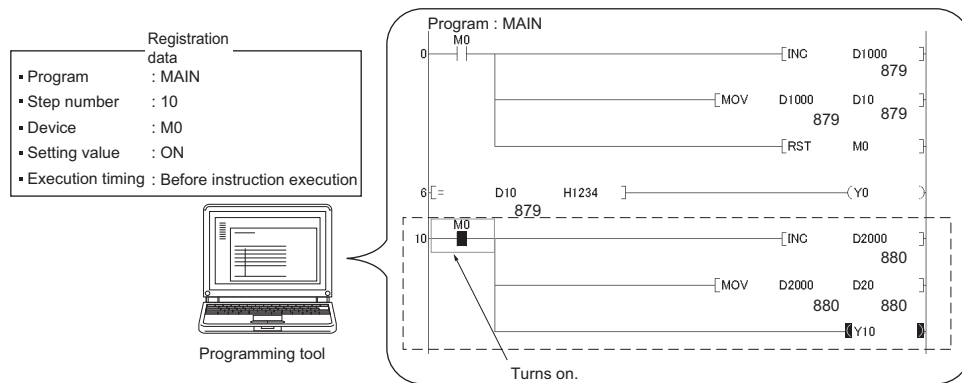 Registration
data
▪ Program : MAIN
▪ Step number : 10
▪ Device : M0
▪ Setting value : ON
▪ Execution timing : Before instruction execution
Programming tool
Program : MAIN
M0
0 [INC D1000 ]
879
[MOV D1000 D10 ]
879 879
[RST M0 ]
6 [= D10 H1234 ] (Y0 )
879
M0
10 [INC D2000 ]
880
[MOV D2000 D20 ]
880 880
(Y10 )
Turns on.